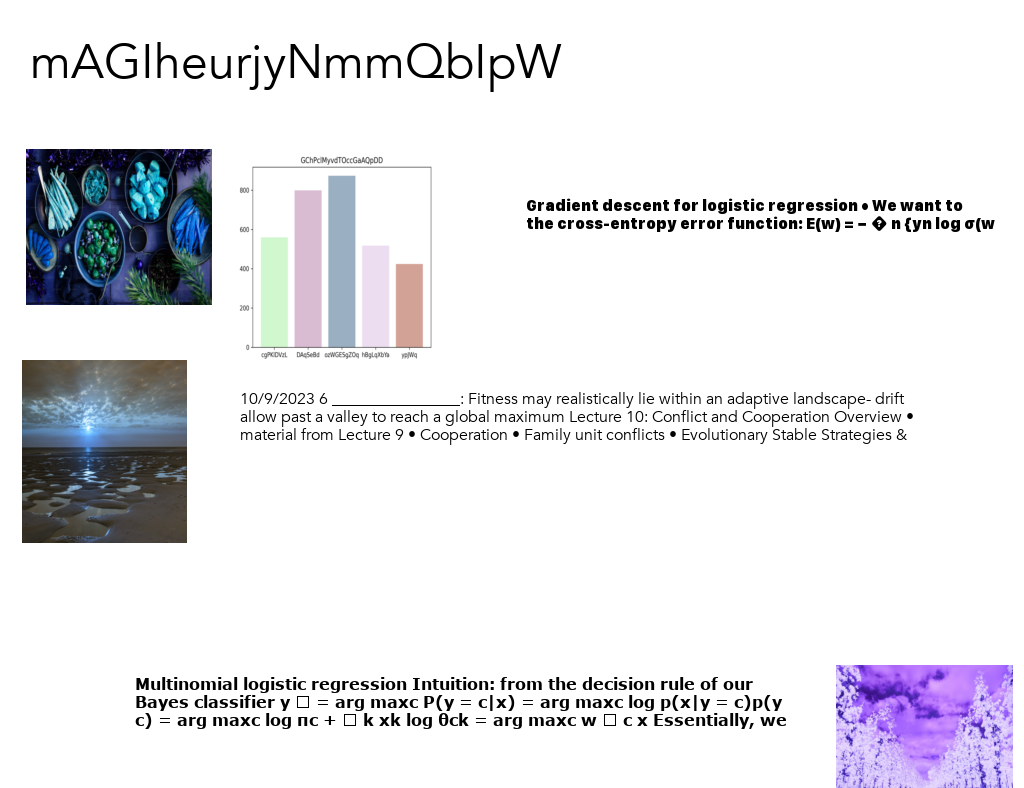 mAGIheurjyNmmQbIpW
GChPclMyvdTOccGaAQpDD
800
600
400
200
0
cgPKlDVzL DAqSeBd ozWGESgZOq hBgLqXbYa ypJWq
Gradient descent for logistic regression • We want to
the cross-entropy error function: E(w) = − � n {yn log σ(w
10/9/2023 6 ________________: Fitness may realistically lie within an adaptive landscape- drift
allow past a valley to reach a global maximum Lecture 10: Conflict and Cooperation Overview •
material from Lecture 9 • Cooperation • Family unit conflicts • Evolutionary Stable Strategies &
Multinomial logistic regression Intuition: from the decision rule of our
Bayes classifier y □ = arg maxc P(y = c|x) = arg maxc log p(x|y = c)p(y
c) = arg maxc log πc + □ k xk log θck = arg maxc w □ c x Essentially, we